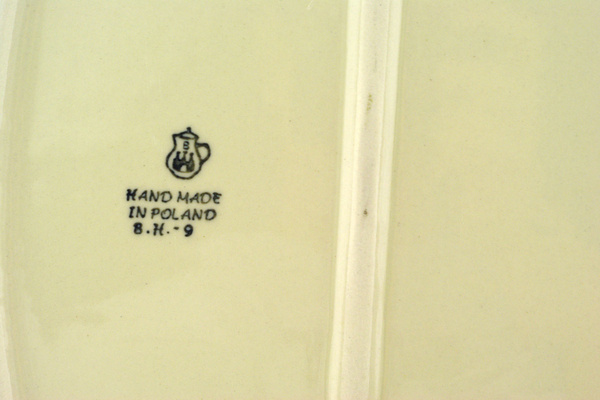 B
HAND MADE
IN POLAND
B.H.-9